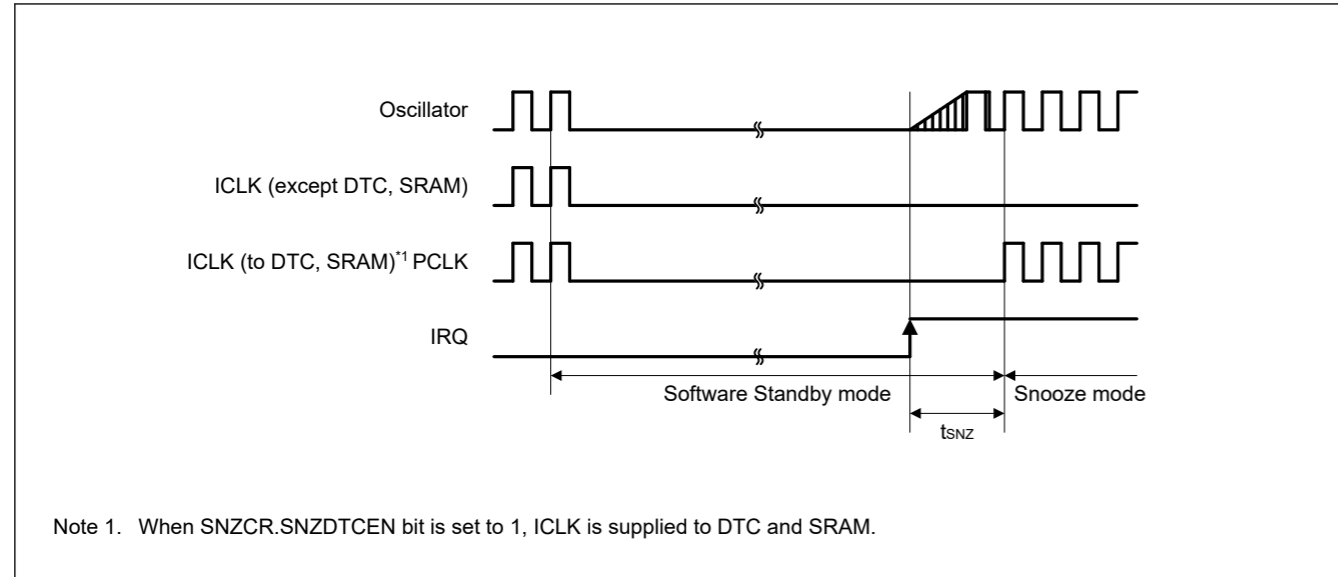 Oscillator
ICLK (except DTC, SRAM)
ICLK (to DTC, SRAM)*1 PCLK
IRQ
Software Standby mode
Snooze mode
tSNZ
Note 1. When SNZCR.SNZDTCEN bit is set to 1, ICLK is supplied to DTC and SRAM.